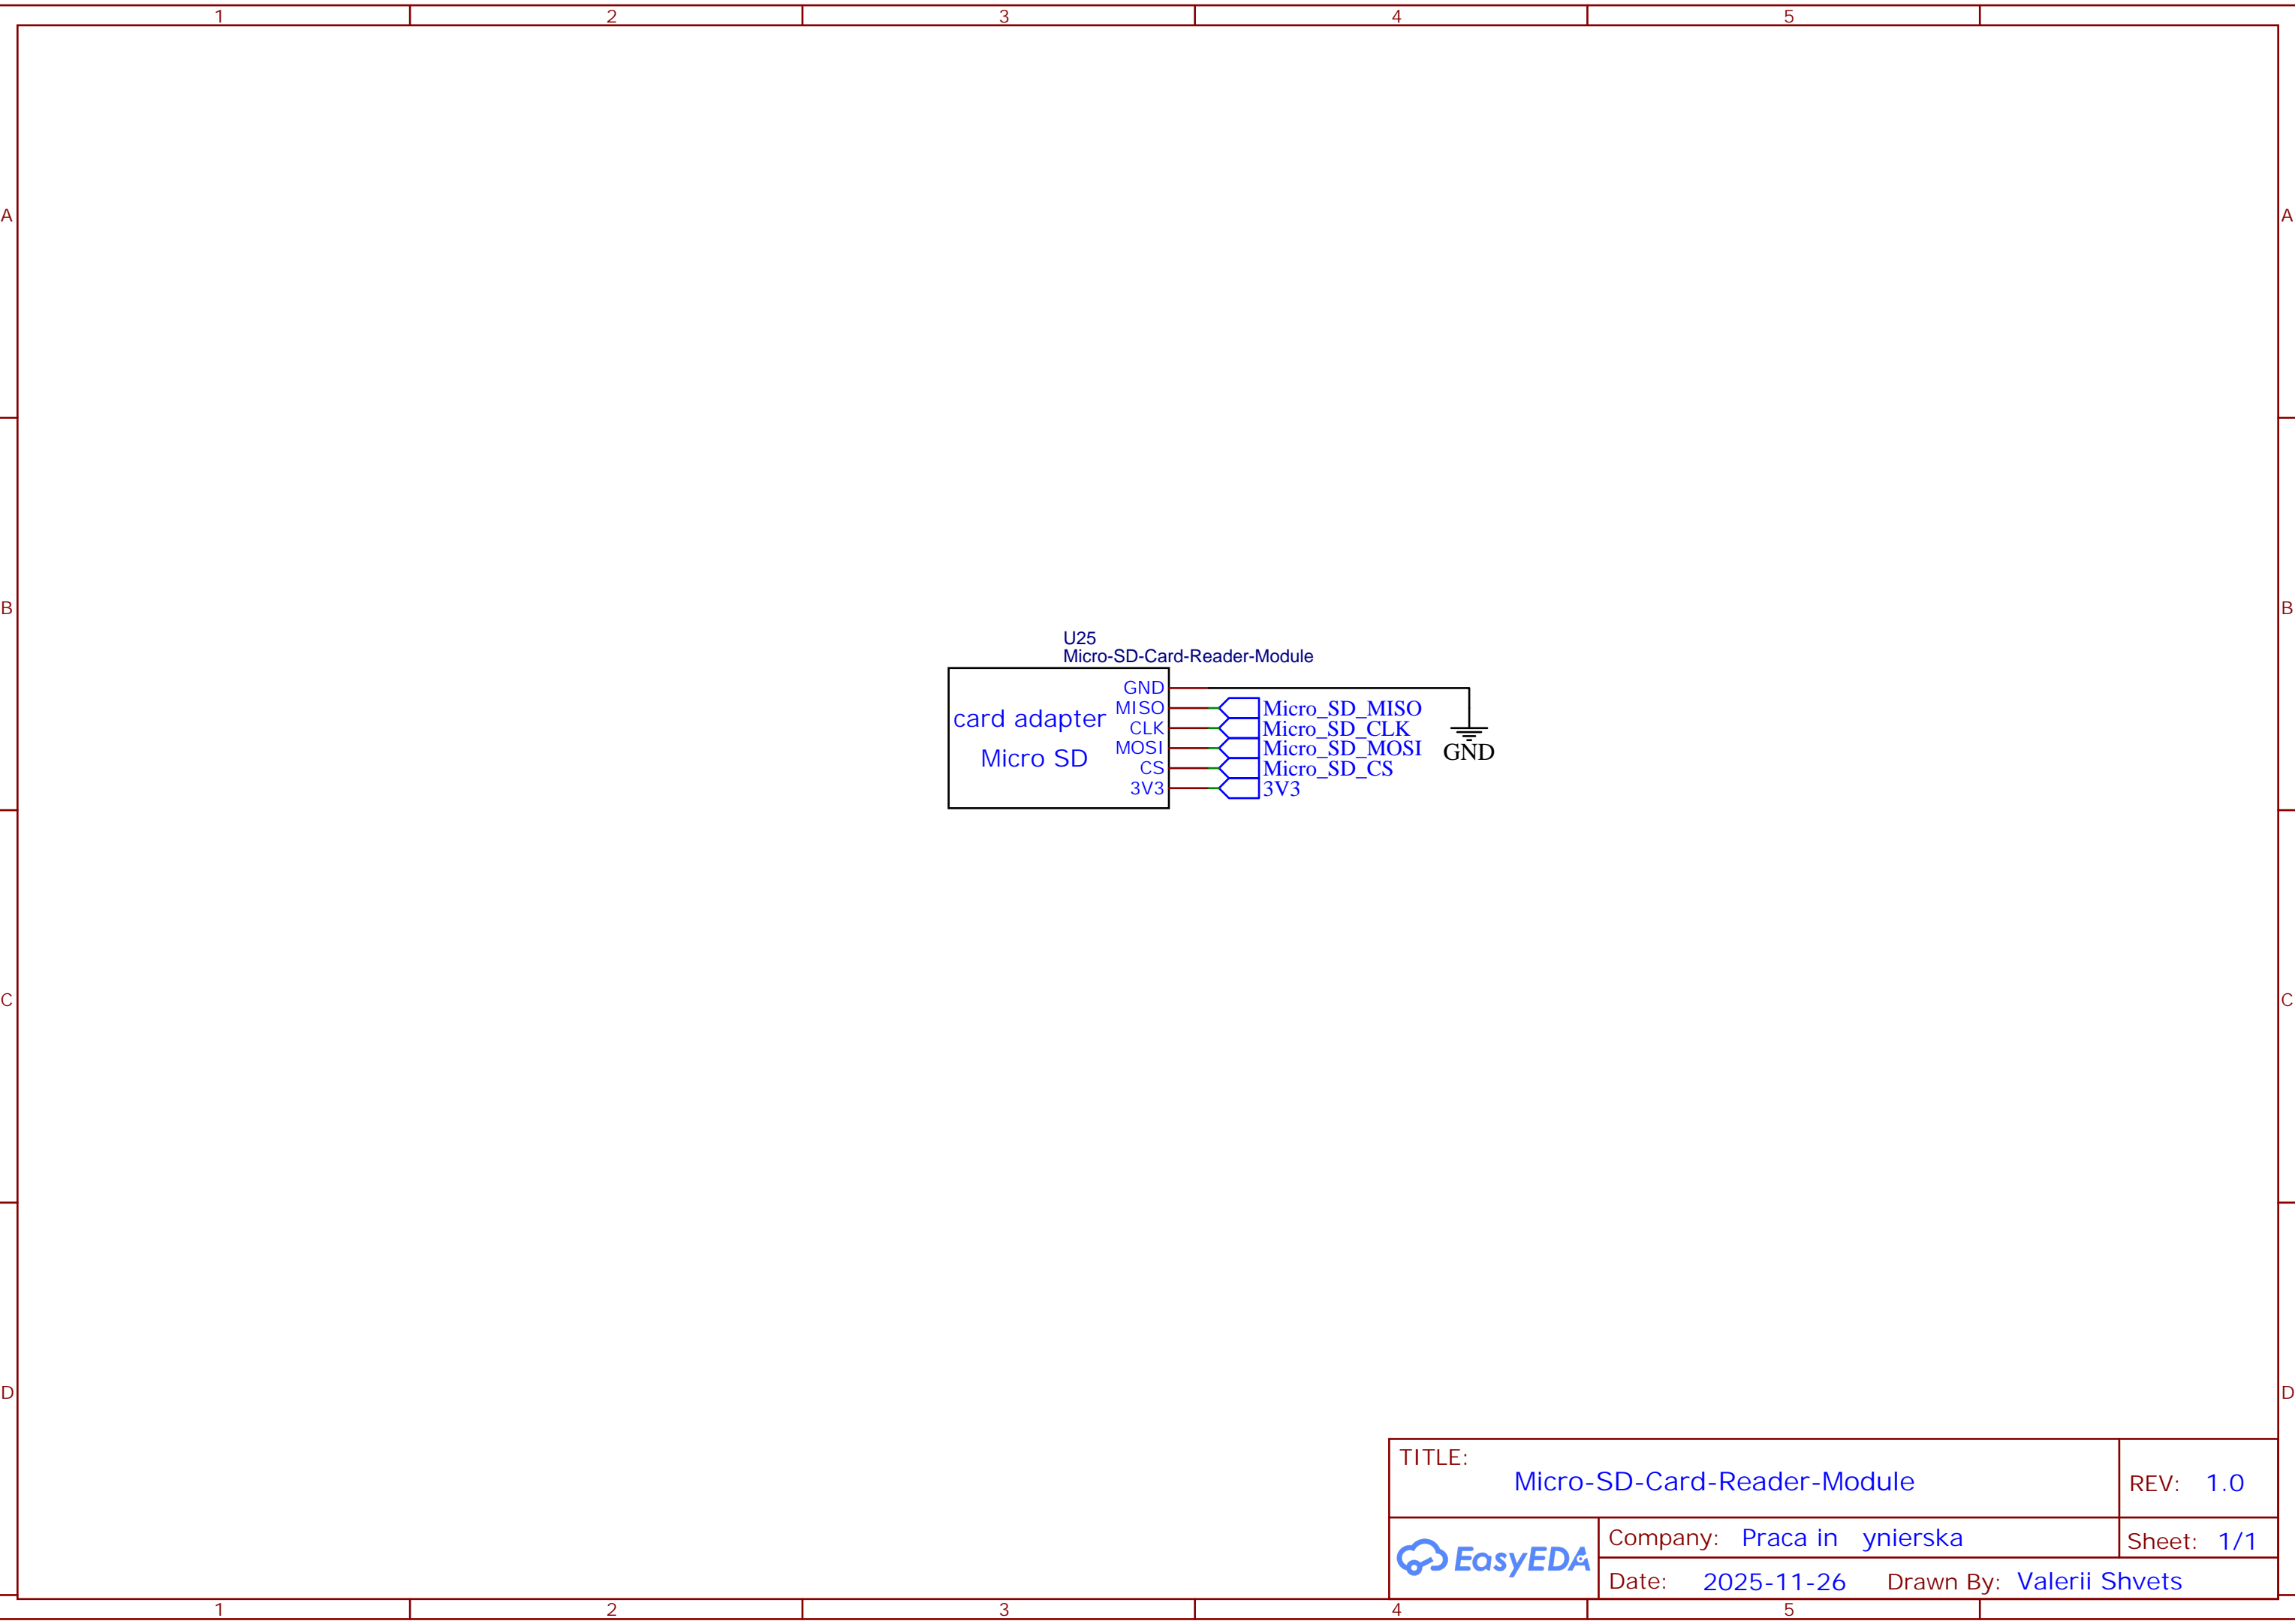 1 2 3 4 5
A A
B B
U25
Micro-SD-Card-Reader-Module
GND
card adapter MISO Micro_SD_MISO
CLK Micro_SD_CLK
Micro SD MOSI Micro_SD_MOSI GND
CS Micro_SD_CS
3V3 3V3
C C
D D
TITLE:
Micro-SD-Card-Reader-Module
REV: 1.0
EasyEDA
Company: Praca in ynierska
Sheet: 1/1
Date: 2025-11-26 Drawn By: Valerii Shvets
1 2 3 4 5